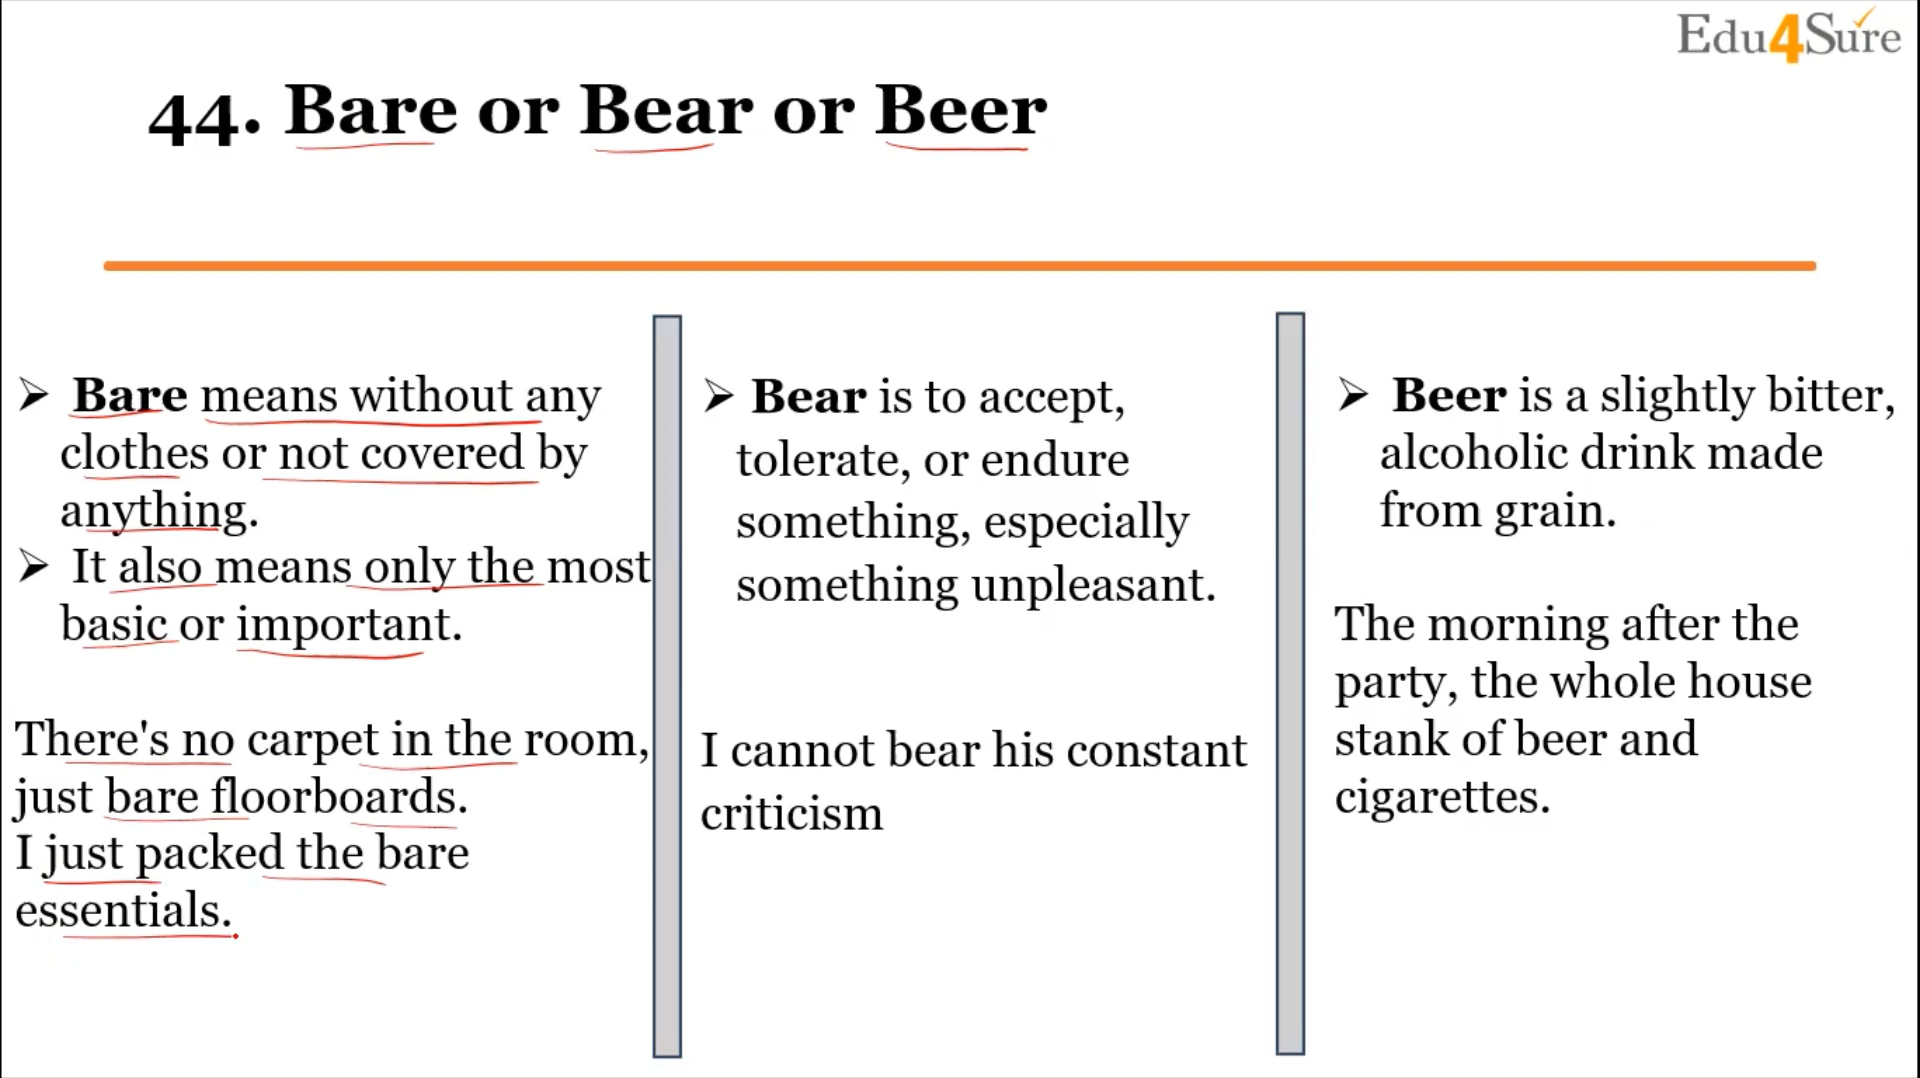 Edu4Sure
44. Bare or Bear or Beer
➢ Bare means without any
clothes or not covered by
anything.
➢ It also means only the most
basic or important.
There's no carpet in the room,
just bare floorboards.
I just packed the bare
essentials.
➢ Bear is to accept,
tolerate, or endure
something, especially
something unpleasant.
I cannot bear his constant
criticism
➢ Beer is a slightly bitter,
alcoholic drink made
from grain.
The morning after the
party, the whole house
stank of beer and
cigarettes.